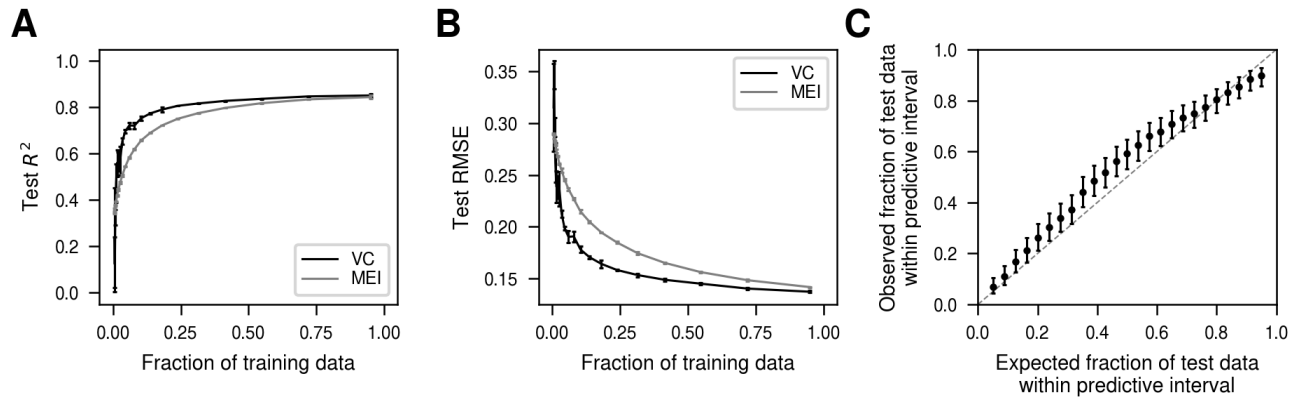 A
Test R²
1.0
0.8
0.6
0.4
0.2
0.0
VC
MEI
0.00 0.25 0.50 0.75 1.00
Fraction of training data
B
Test RMSE
0.35
0.30
0.25
0.20
0.15
VC
MEI
0.00 0.25 0.50 0.75 1.00
Fraction of training data
C
Observed fraction of test data
within predictive interval
1.0
0.8
0.6
0.4
0.2
0.0
0.0 0.2 0.4 0.6 0.8 1.0
Expected fraction of test data
within predictive interval